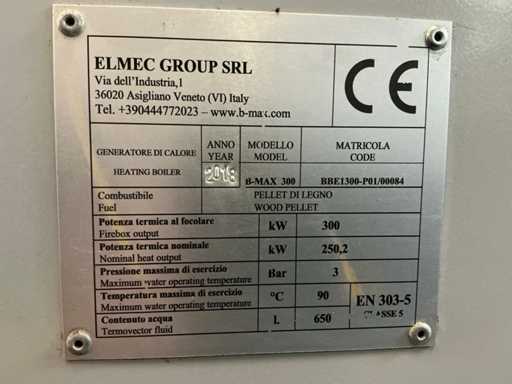 ELMEC GROUP SRL
Via dell'Industria,1
36020 Asigliano Veneto (VI) Italy
Tel. +390444772023 – www.b-max.com
CE
GENERATORE DI CALORE
HEATING BOILER
ANNO
YEAR
2018
MODELLO
MODEL
B-MAX 300
MATRICOLA
CODE
BBE1300-P01/00084
Combustibile
Fuel
PELLET DI LEGNO
WOOD PELLET
Potenza termica al focolare
Firebox output
kW 300
Potenza termica nominale
Nominal heat output
kW 250,2
Pressione massima di esercizio
Maximum water operating temperature
Bar 3
Temperatura massima di esercizio
Maximum water operating temperature
°C 90
Contenuto acqua
Termovector fluid
L 650
EN 303-5
CLASSE 5